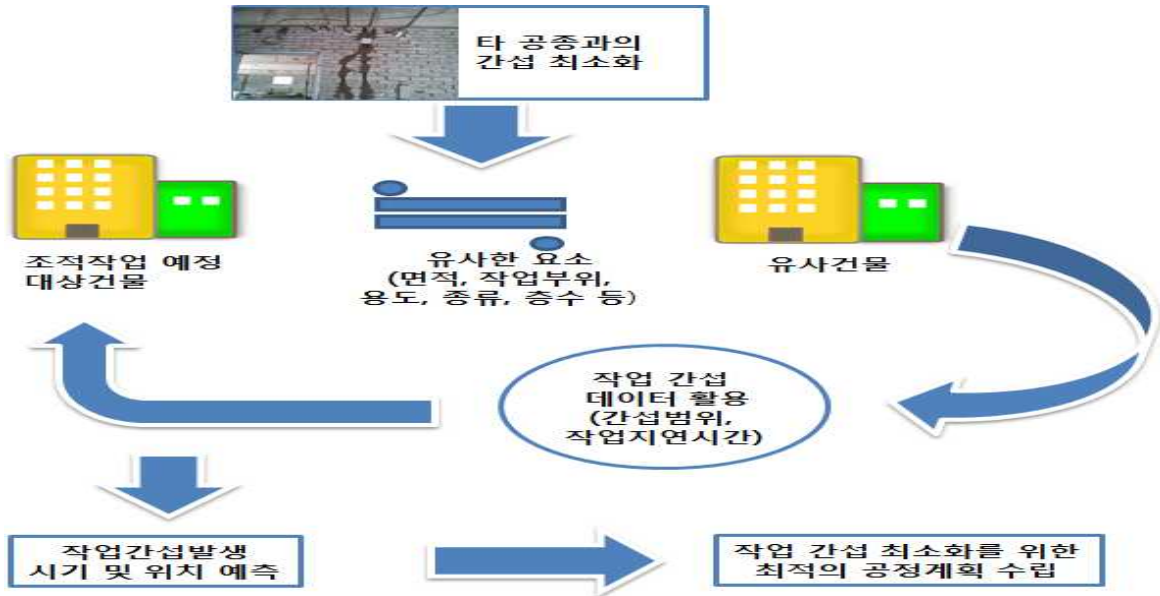 타 공종과의
간섭 최소화
조적작업 예정
대상건물
유사한 요소
(면적, 작업부위,
용도, 종류, 층수 등)
유사건물
작업 간섭
데이터 활용
(간섭범위,
작업지연시간)
작업간섭발생
시기 및 위치 예측
작업 간섭 최소화를 위한
최적의 공정계획 수립